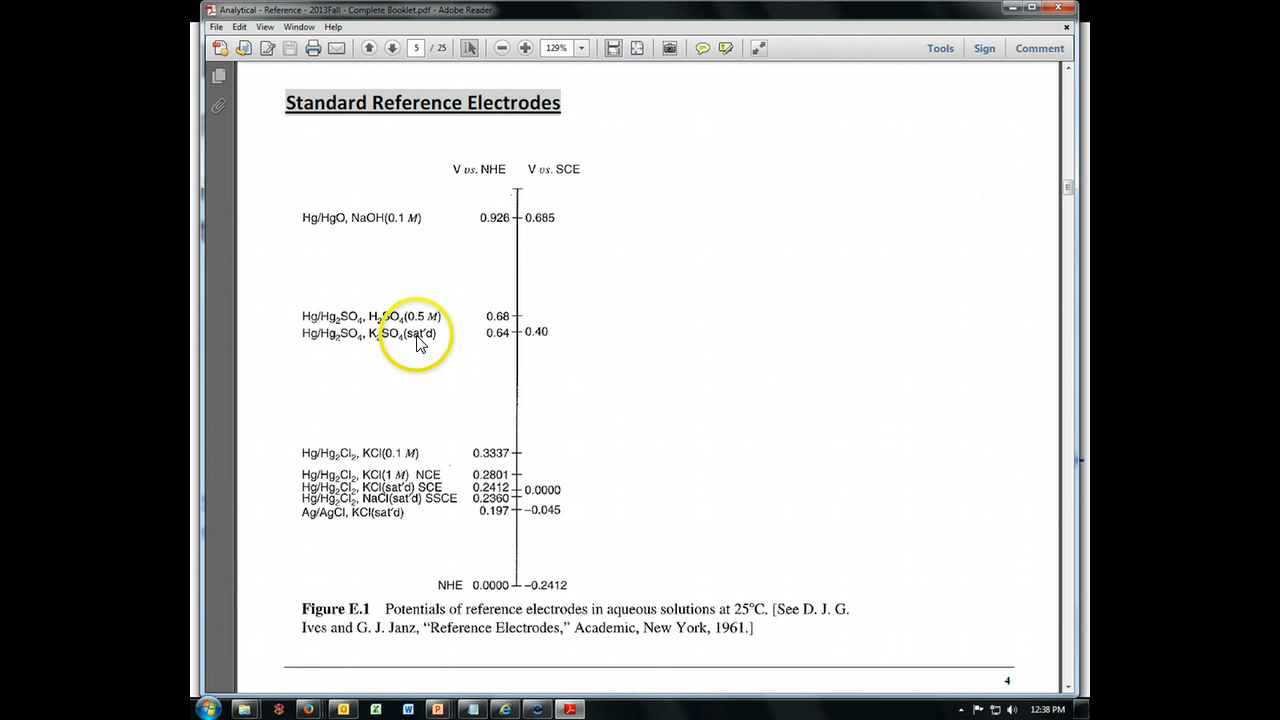 Analytical - Reference - 2013Fall - Complete Booklet.pdf - Adobe Reader
File Edit View Window Help
5 / 25 129% Tools Sign Comment
Standard Reference Electrodes
V vs. NHE V vs. SCE
Hg/HgO, NaOH(0.1 M) 0.926 0.685
Hg/Hg₂SO₄, H₂SO₄(0.5 M) 0.68
Hg/Hg₂SO₄, K₂SO₄(sat'd) 0.64 0.40
Hg/Hg₂Cl₂, KCl(0.1 M) 0.3337
Hg/Hg₂Cl₂, KCl(1 M) NCE 0.2801
Hg/Hg₂Cl₂, KCl(sat'd) SCE 0.2412 0.0000
Hg/Hg₂Cl₂, NaCl(sat'd) SSCE 0.2360
Ag/AgCl, KCl(sat'd) 0.197 −0.045
NHE 0.0000 −0.2412
Figure E.1 Potentials of reference electrodes in aqueous solutions at 25°C. [See D. J. G.
Ives and G. J. Janz, “Reference Electrodes,” Academic, New York, 1961.]
4
12:38 PM